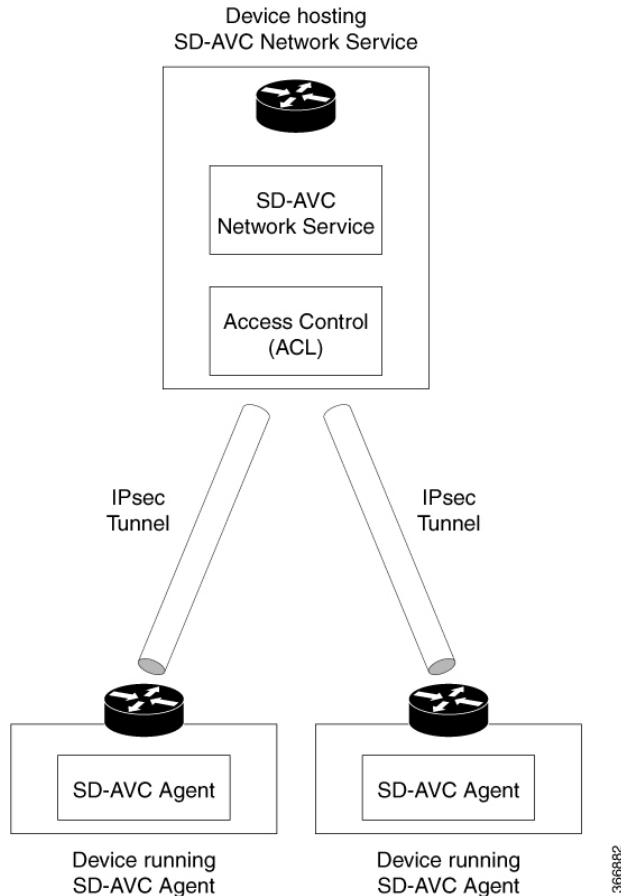 Device hosting
SD-AVC Network Service
SD-AVC
Network Service
Access Control
(ACL)
IPsec
Tunnel
IPsec
Tunnel
SD-AVC Agent
SD-AVC Agent
Device running
SD-AVC Agent
Device running
SD-AVC Agent
366882